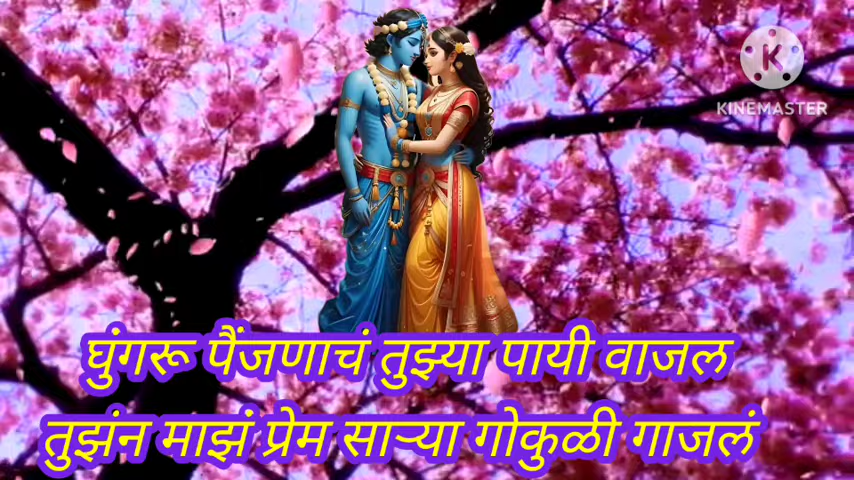 KINEMASTER
घुंगरू पैंजणाचं तुझ्या पायी वाजल
तुझंन माझं प्रेम साऱ्या गोकुळी गाजलं